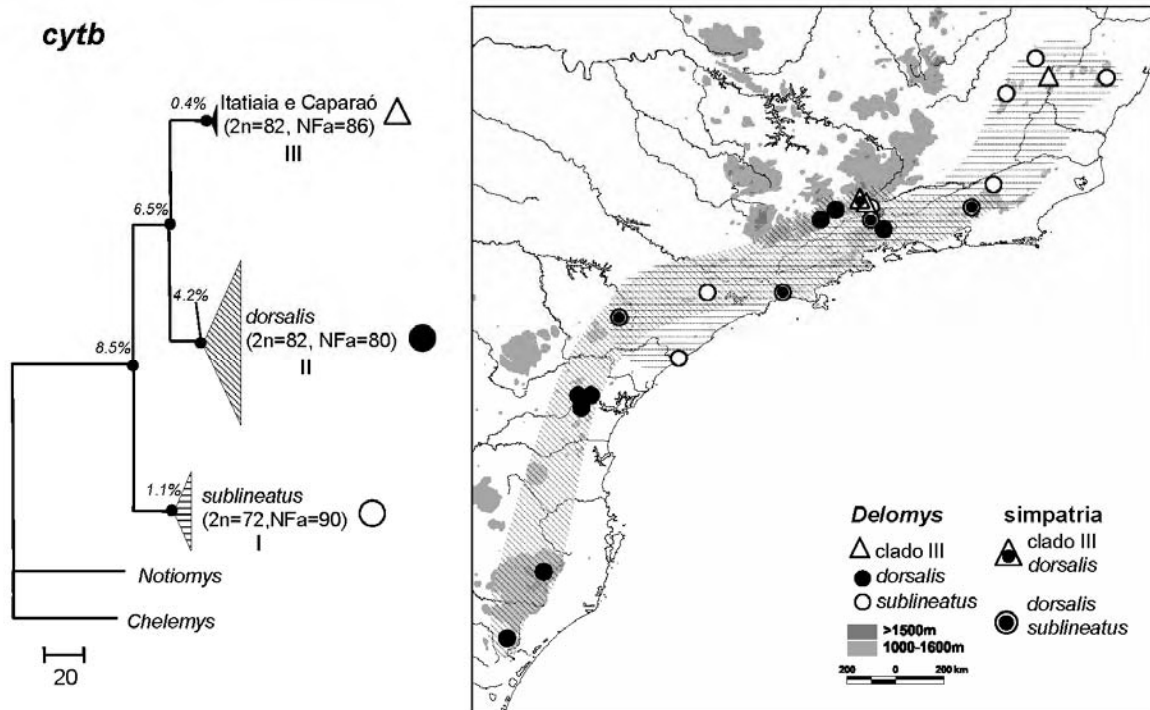 cytb
0.4%
Itatiaia e Caparaó
(2n=82, NFa=86)
III
6.5%
4.2%
dorsalis
(2n=82, NFa=80)
II
8.5%
1.1%
sublineatus
(2n=72,NFa=90)
I
Notiomys
Chelemys
20
Delomys
clado III
dorsalis
sublineatus
>1500m
1000-1600m
200 0 200 km
simpatria
clado III
dorsalis
dorsalis
sublineatus